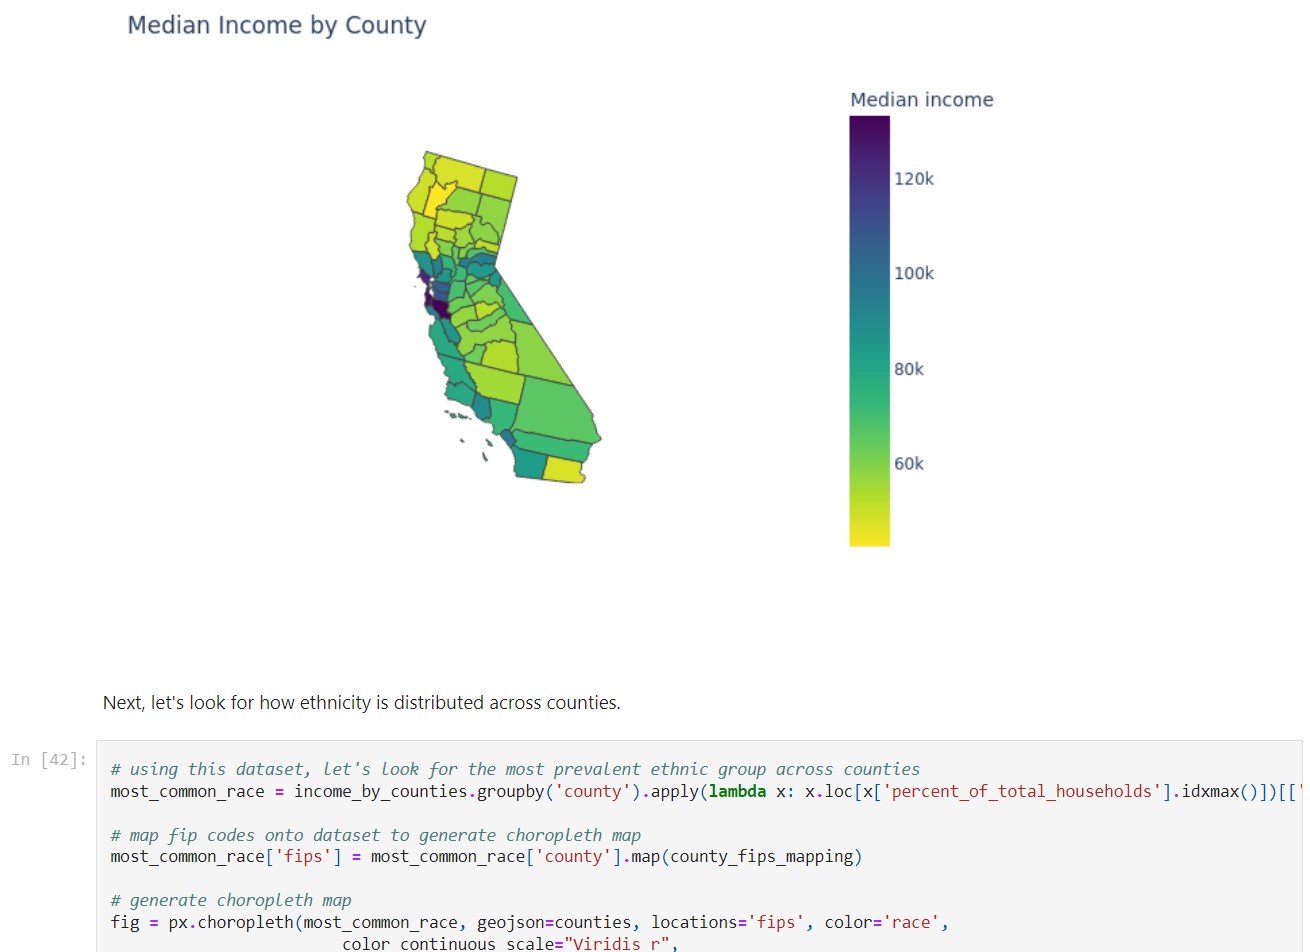 Median Income by County
Median income
120k
100k
80k
60k
Next, let's look for how ethnicity is distributed across counties.
In [42]:
# using this dataset, let's look for the most prevalent ethnic group across counties
most_common_race = income_by_counties.groupby('county').apply(lambda x: x.loc[x['percent_of_total_households'].idxmax()])[['
# map fip codes onto dataset to generate choropleth map
most_common_race['fips'] = most_common_race['county'].map(county_fips_mapping)
# generate choropleth map
fig = px.choropleth(most_common_race, geojson=counties, locations='fips', color='race',
color_continuous_scale="Viridis_r",